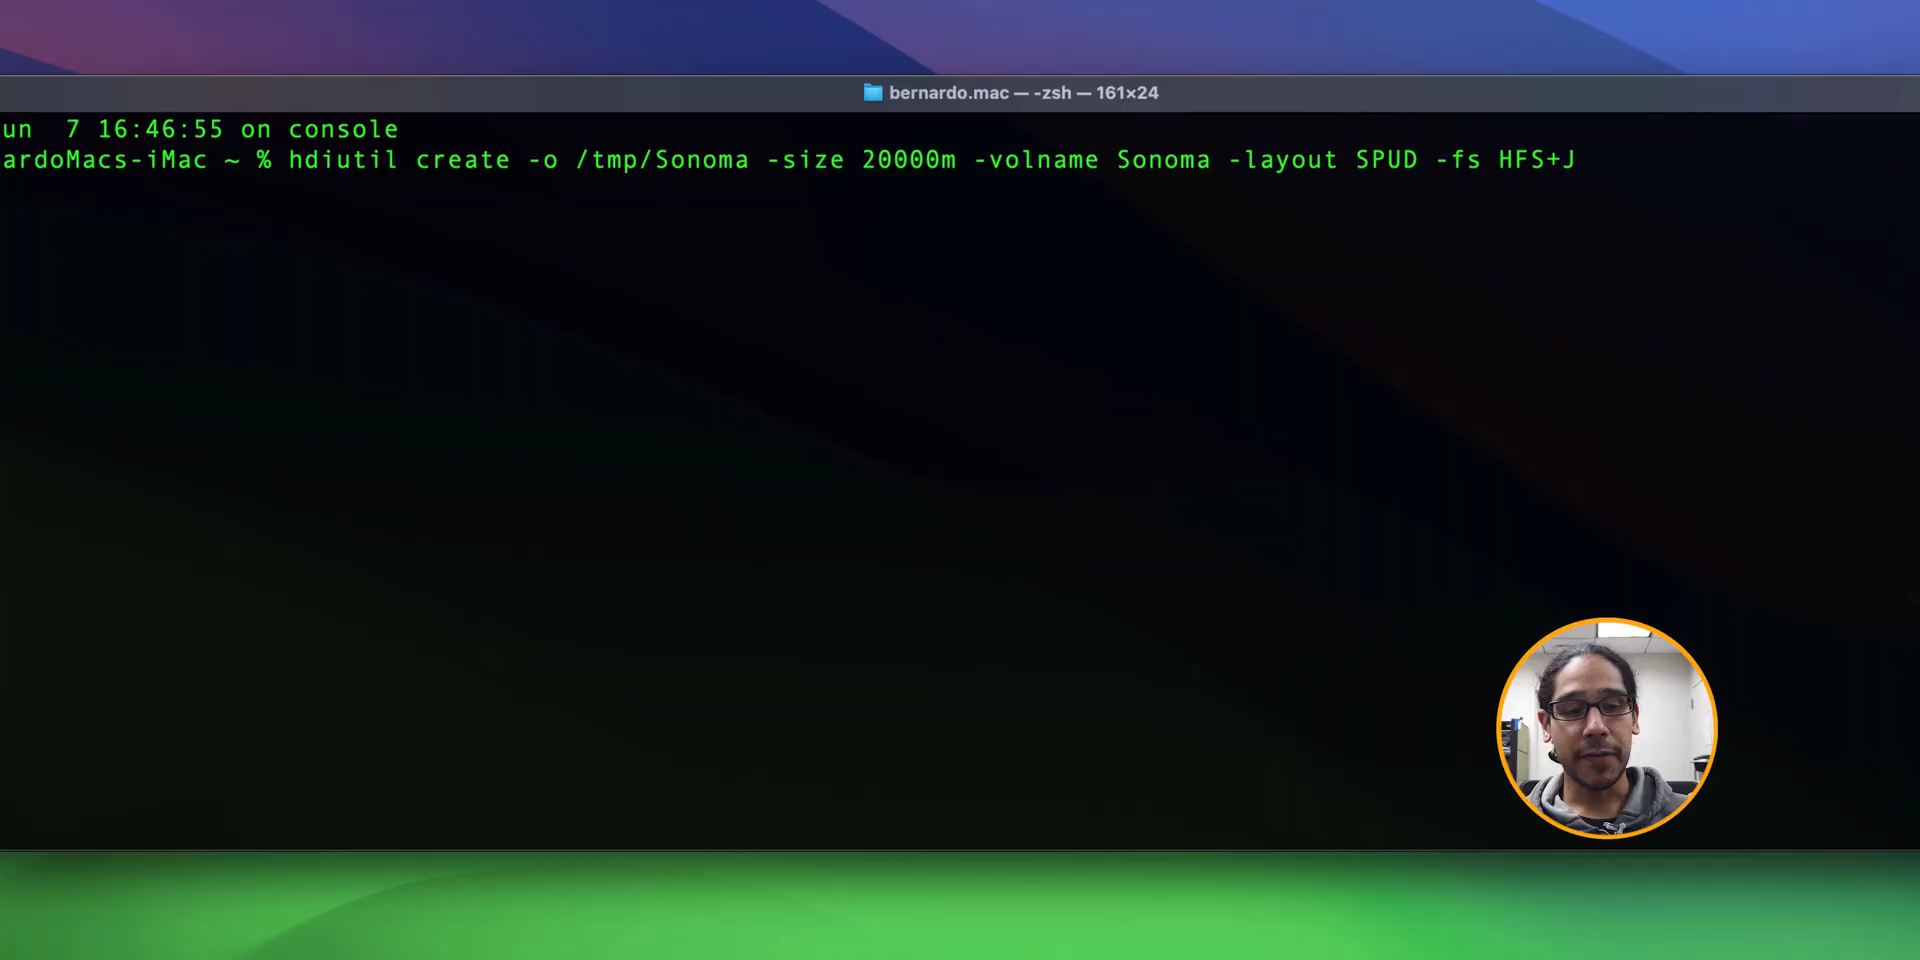 bernardo.mac — -zsh — 161×24
un  7 16:46:55 on console
ardoMacs-iMac ~ % hdiutil create -o /tmp/Sonoma -size 20000m -volname Sonoma -layout SPUD -fs HFS+J